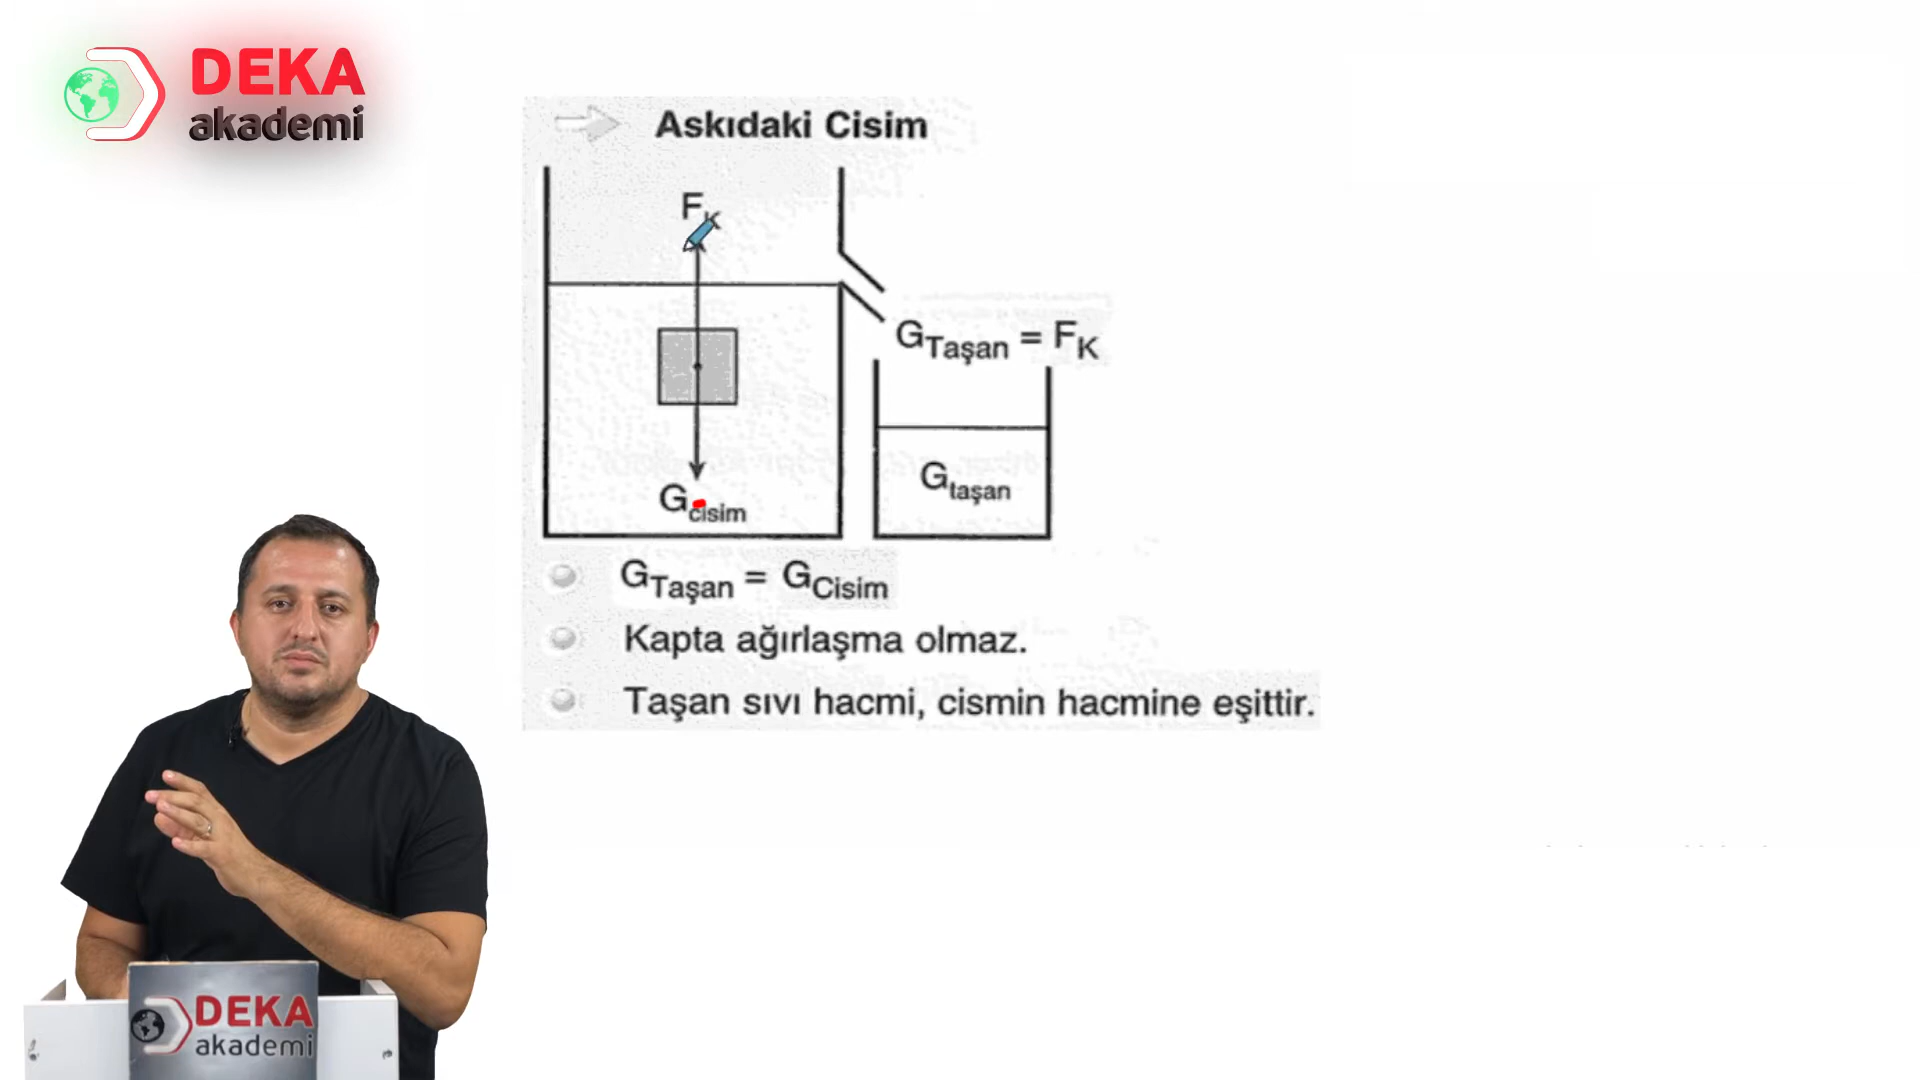 DEKA
akademi
Askıdaki Cisim
FK
GTaşan = FK
Gtaşan
Gcisim
GTaşan = GCisim
Kapta ağırlaşma olmaz.
Taşan sıvı hacmi, cismin hacmine eşittir.
DEKA
akademi